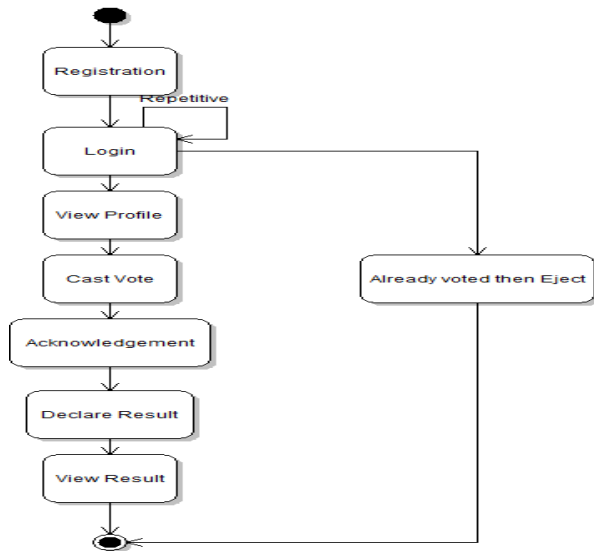 Registration
Repetitive
Login
View Profile
Cast Vote
Already voted then Eject
Acknowledgement
Declare Result
View Result